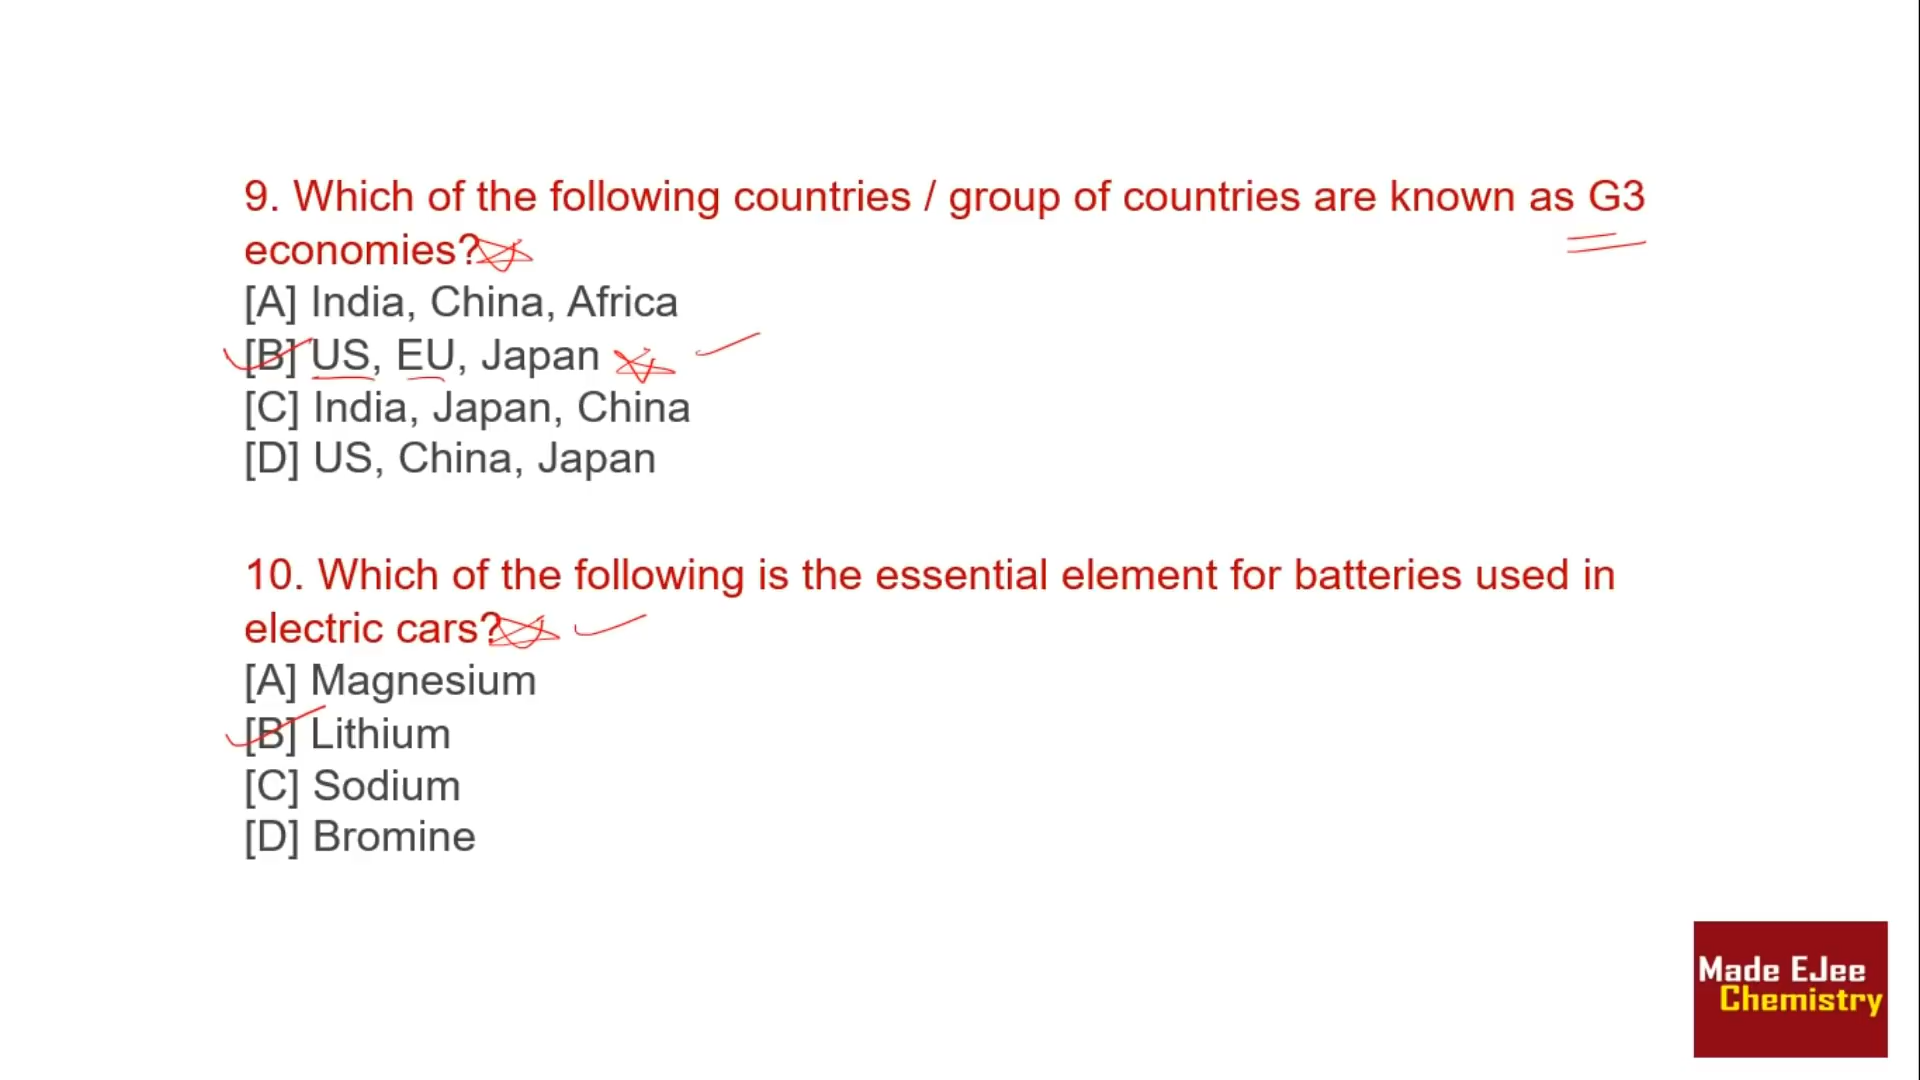 9. Which of the following countries / group of countries are known as G3
economies?
[A] India, China, Africa
[B] US, EU, Japan
[C] India, Japan, China
[D] US, China, Japan
10. Which of the following is the essential element for batteries used in
electric cars?
[A] Magnesium
[B] Lithium
[C] Sodium
[D] Bromine
Made EJee
Chemistry